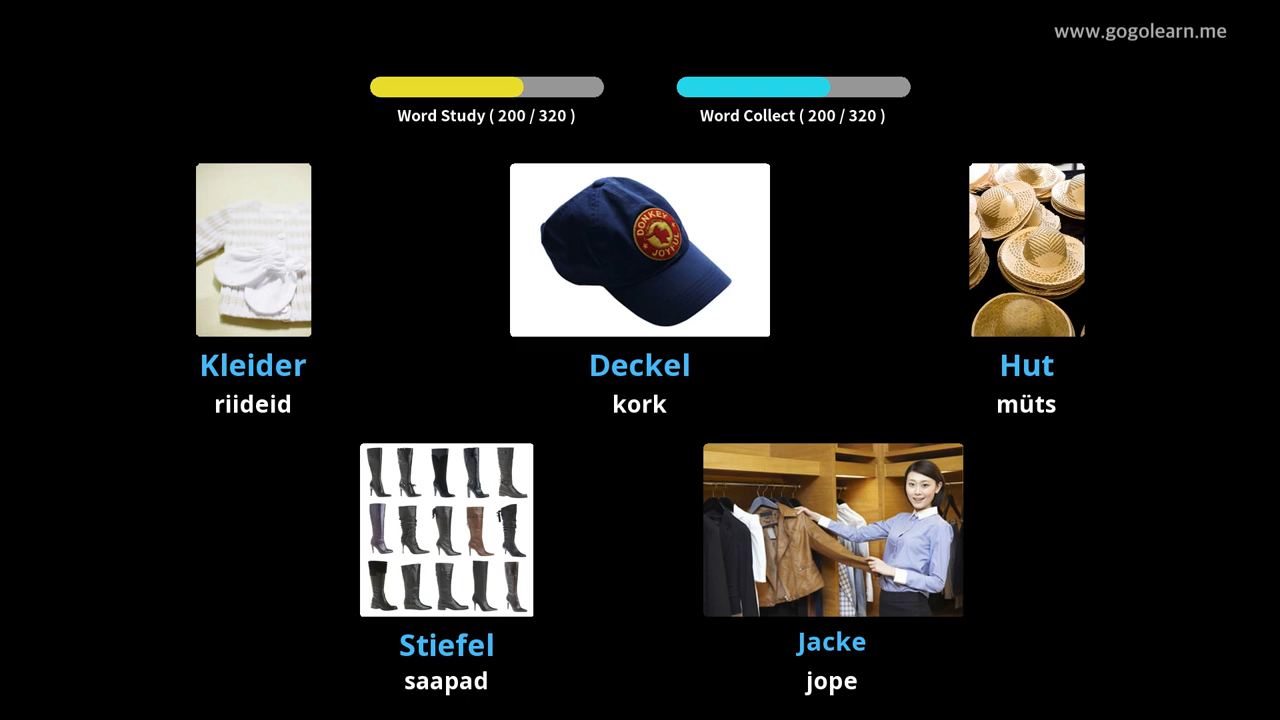 www.gogolearn.me
Word Study ( 200 / 320 )
Word Collect ( 200 / 320 )
DONKEY
JOYFUL
Kleider
riideid
Deckel
kork
Hut
müts
Stiefel
saapad
Jacke
jope